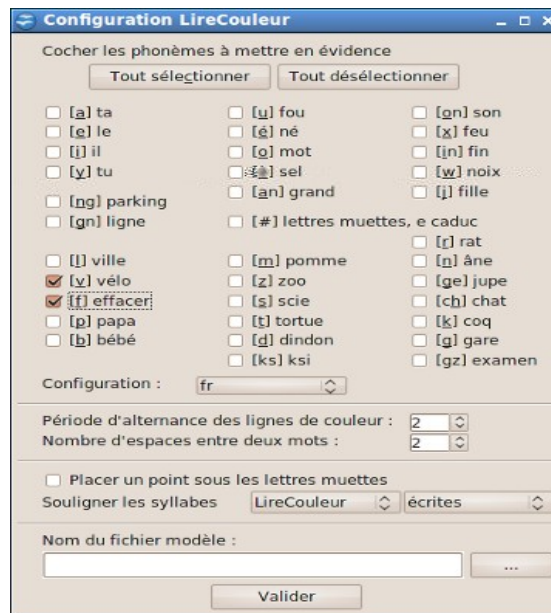 Configuration LireCouleur
Cocher les phonèmes à mettre en évidence
Tout sélectionner Tout désélectionner
[a] ta [u] fou [on] son
[e] le [é] né [x] feu
[i] il [o] mot [in] fin
[y] tu sel [w] noix
[an] grand [j] fille
[ng] parking
[gn] ligne [#] lettres muettes, e caduc
[r] rat
[l] ville [m] pomme [n] âne
[v] vélo [z] zoo [ge] jupe
[f] effacer [s] scie [ch] chat
[p] papa [t] tortue [k] coq
[b] bébé [d] dindon [g] gare
[ks] ksi [gz] examen
Configuration : fr
Période d'alternance des lignes de couleur : 2
Nombre d'espaces entre deux mots : 2
Placer un point sous les lettres muettes
Souligner les syllabes LireCouleur écrites
Nom du fichier modèle :
...
Valider